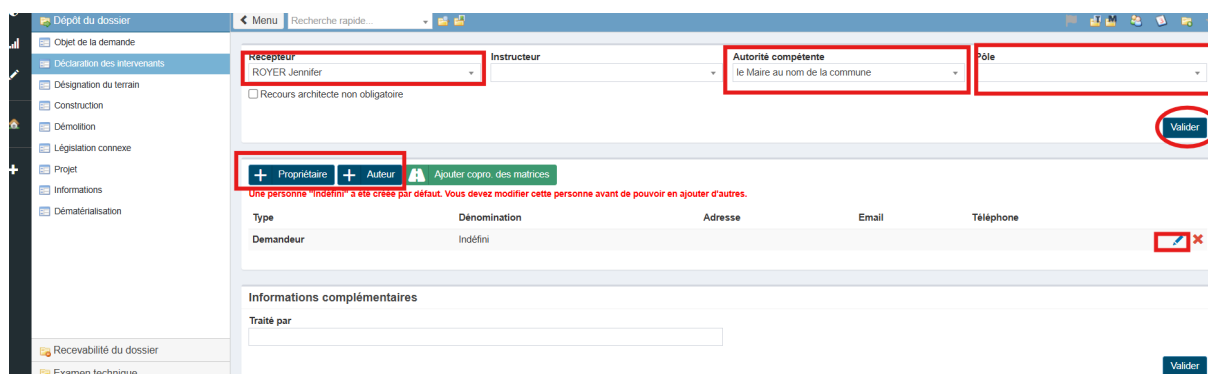 Dépôt du dossier
Menu Recherche rapide...
Objet de la demande
Déclaration des intervenants
Désignation du terrain
Construction
Démolition
Législation connexe
Projet
Informations
Dématérialisation
Recevabilité du dossier
Examen technique
Récepteur Instructeur Autorité compétente Pôle
ROYER Jennifer le Maire au nom de la commune
Recours architecte non obligatoire
Valider
Propriétaire Auteur Ajouter copro. des matrices
Une personne "indéfini" a été créée par défaut. Vous devez modifier cette personne avant de pouvoir en ajouter d'autres.
Type Dénomination Adresse Email Téléphone
Demandeur Indéfini
Informations complémentaires
Traité par
Valider